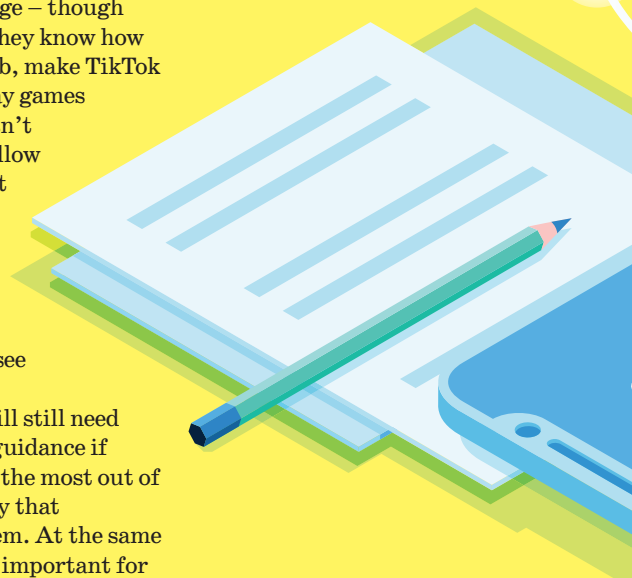 ge – though
hey know how
b, make TikTok
y games
n't
llow
t
see
ill still need
guidance if
the most out of
y that
em. At the same
important for